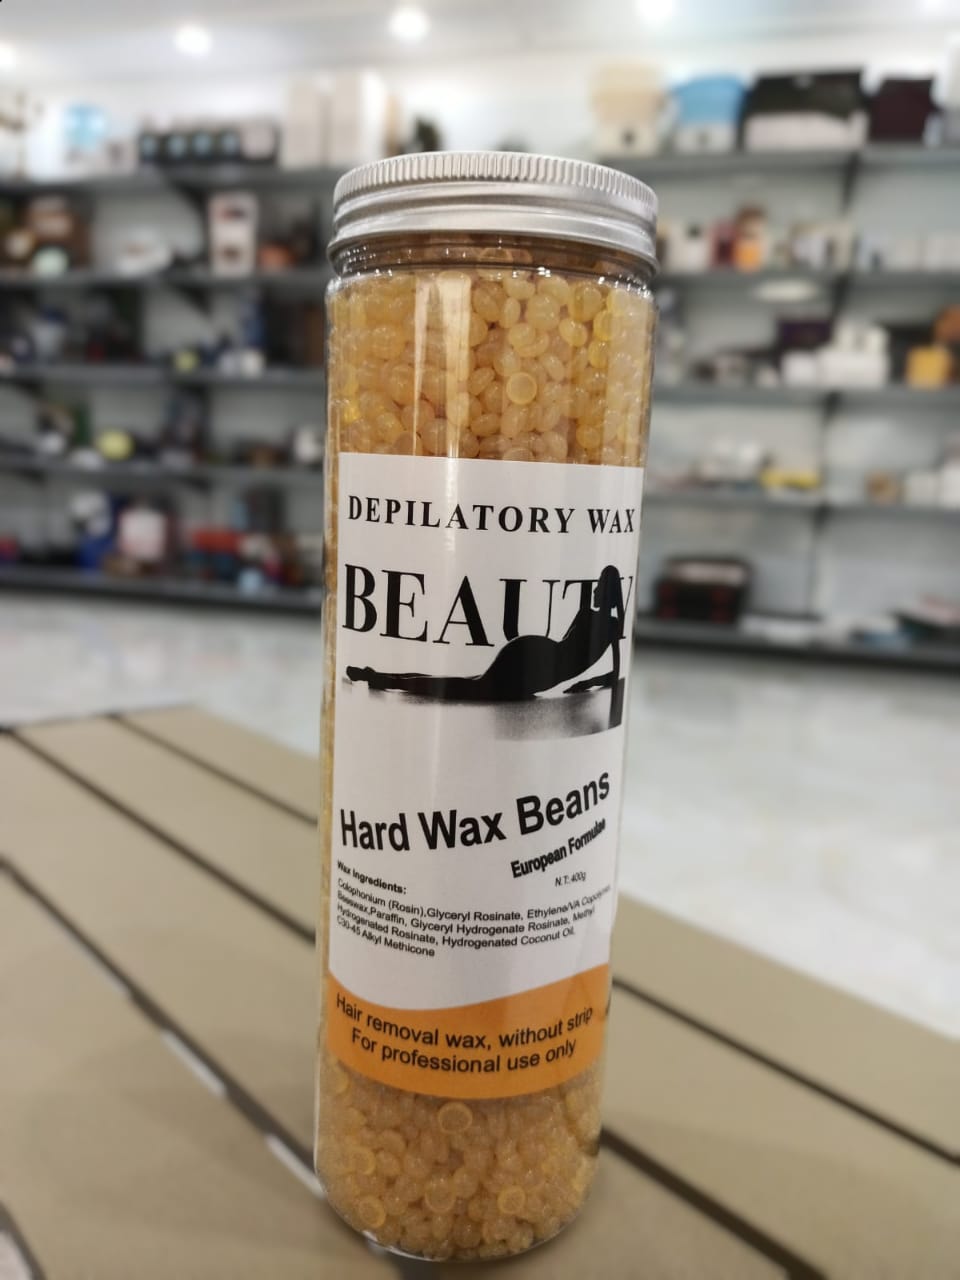 DEPILATORY WAX
BEAUTY
Hard Wax Beans
European Formulae
N.T:.400g
Wax Ingredients:
Colophonium (Rosin),Glyceryl Rosinate, Ethylene/VA
Beeswax,Paraffin, Glyceryl Hydrogenate Rosinate, Methyl
Hydrogenated Rosinate, Hydrogenated Coconut Oil,
C30-45 Alkyl Methicone
Hair removal wax, without strip
For professional use only